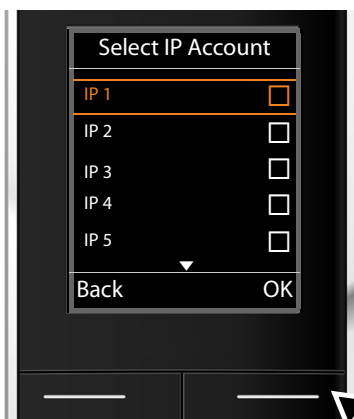 Select IP Account
IP 1
IP 2
IP 3
IP 4
IP 5
Back OK